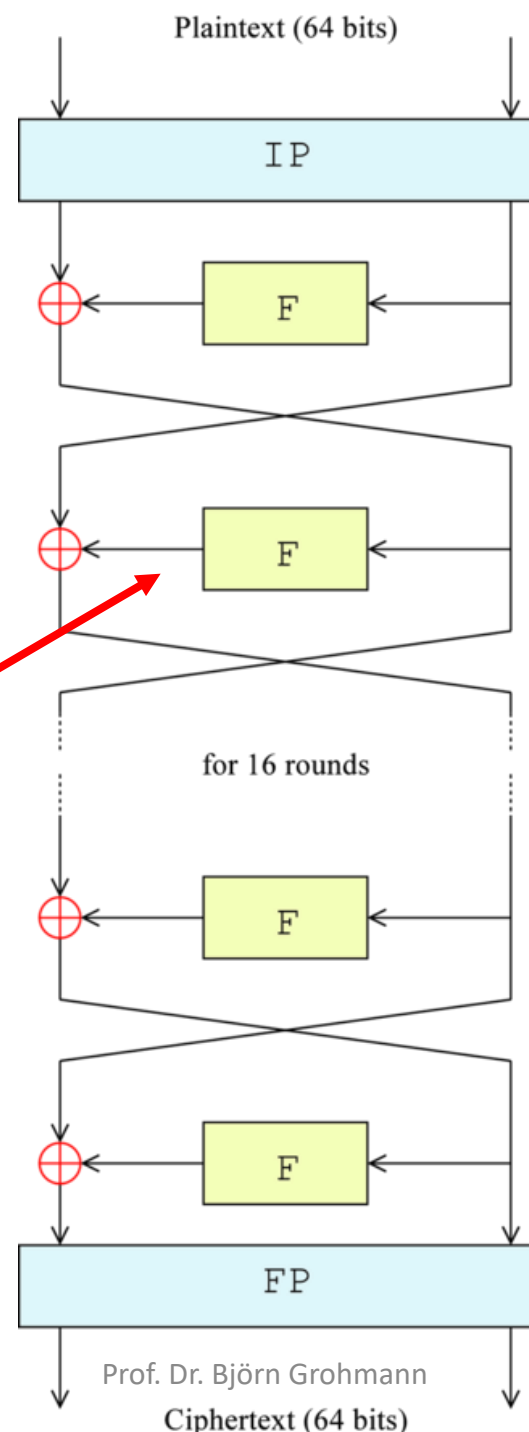 Plaintext (64 bits)
IP
F
F
for 16 rounds
F
F
FP
Prof. Dr. Björn Grohmann
Ciphertext (64 bits)